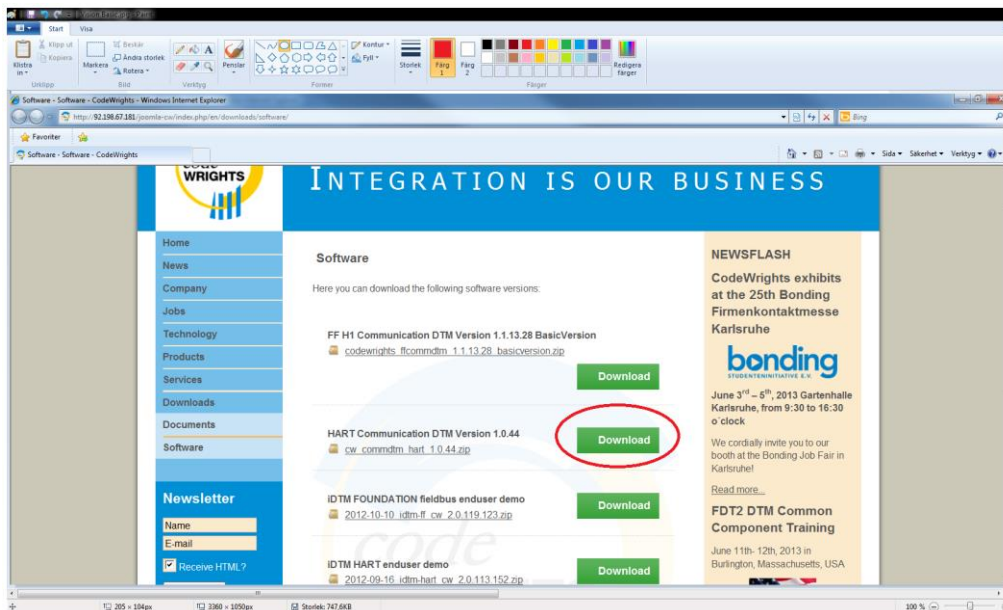 Start Visa
Klistra in
Klipp ut
Kopiera
Urklipp
Markera
Beskär
Ändra storlek
Rotera
Bild
Verktyg
Penslar
Former
Kontur
Fyll
Storlek
Färg 1
Färg 2
Färger
Redigera färger
Software - Software - CodeWrights - Windows Internet Explorer
http://92.198.67.181/joomla-cw/index.php/en/downloads/software/
Bing
Favoriter
Software - Software - CodeWrights
Sida Säkerhet Verktyg
code
WRIGHTS
INTEGRATION IS OUR BUSINESS
Home
News
Company
Jobs
Technology
Products
Services
Downloads
Documents
Software
Newsletter
Name
E-mail
Receive HTML?
Software
Here you can download the following software versions:
FF H1 Communication DTM Version 1.1.13.28 BasicVersion
codewrights_ffcommdtm_1.1.13.28_basicversion.zip
Download
HART Communication DTM Version 1.0.44
cw_commdtm_hart_1.0.44.zip
Download
iDTM FOUNDATION fieldbus enduser demo
2012-10-10_idtm-ff_cw_2.0.119.123.zip
Download
iDTM HART enduser demo
2012-09-16_idtm-hart_cw_2.0.113.152.zip
Download
code
NEWSFLASH
CodeWrights exhibits
at the 25th Bonding
Firmenkontaktmesse
Karlsruhe
bonding
STUDENTENINITIATIVE E.V.
June 3rd – 5th, 2013 Gartenhalle
Karlsruhe, from 9:30 to 16:30
o´clock
We cordially invite you to our
booth at the Bonding Job Fair in
Karlsruhe!
Read more...
FDT2 DTM Common
Component Training
June 11th- 12th, 2013 in
Burlington, Massachusetts, USA
205 × 104px
3360 × 1050px
Storlek: 747,6KB
100 %